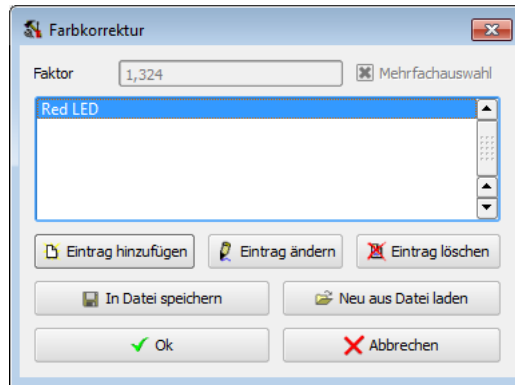 Farbkorrektur
Faktor 1,324 Mehrfachauswahl
Red LED
Eintrag hinzufügen Eintrag ändern Eintrag löschen
In Datei speichern Neu aus Datei laden
Ok Abbrechen